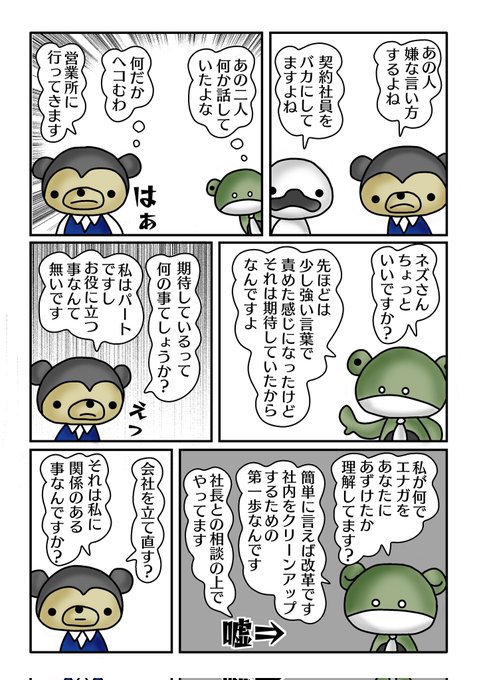 あの人
嫌な言い方
するよね
契約社員を
バカにして
ますよね
あの二人
何か話して
いたよな
何だか
ヘコむわ
営業所に
行ってきます
はぁ
ネズさん
ちょっと
いいですか?
先ほどは
少し強い言葉で
責めた感じになったけど
それは期待していたから
なんですよ
期待しているって
何の事でしょうか?
私はパート
ですし
お役に立つ
事なんて
無いです
えっ
私が何で
エナガを
あなたに
あずけたか
理解してます?
簡単に言えば改革です
社内をクリーンアップ
するための
第一歩なんです
社長との相談の上で
やってます
嘘⇒
会社を立て直す?
それは私に
関係のある
事なんですか?